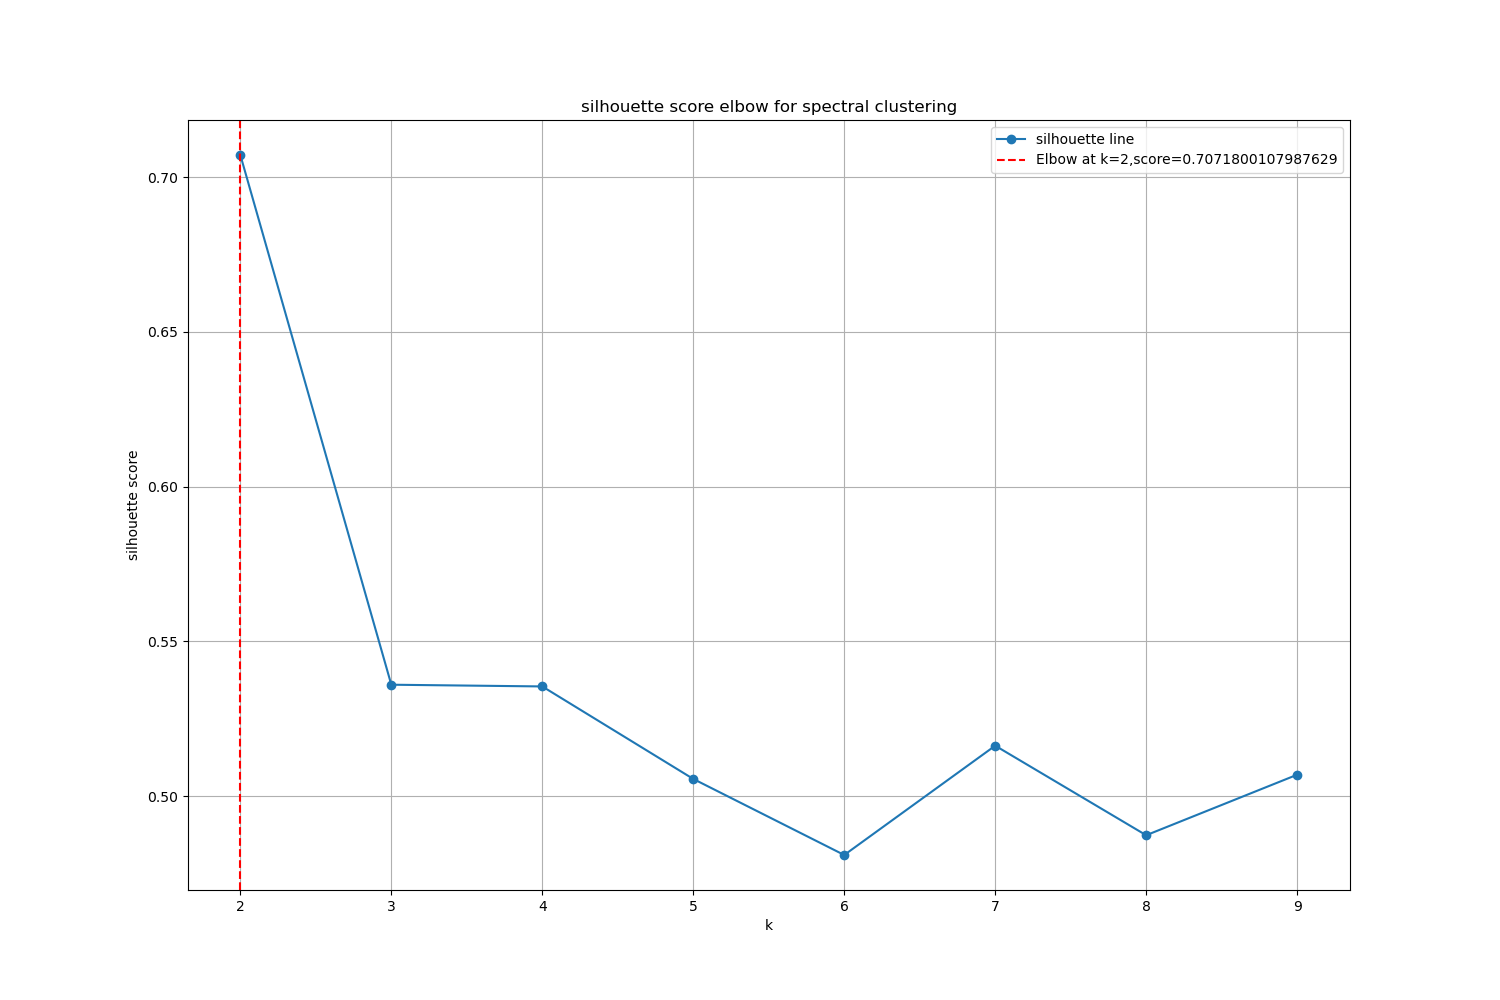 silhouette score elbow for spectral clustering
silhouette line
Elbow at k=2,score=0.7071800107987629
0.70
0.65
0.60
0.55
0.50
silhouette score
2 3 4 5 6 7 8 9
k